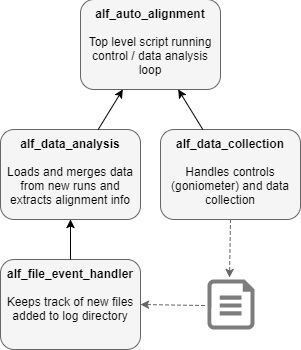 alf_auto_alignment
Top level script running
control / data analysis
loop
alf_data_analysis
Loads and merges data
from new runs and
extracts alignment info
alf_data_collection
Handles controls
(goniometer) and data
collection
alf_file_event_handler
Keeps track of new files
added to log directory